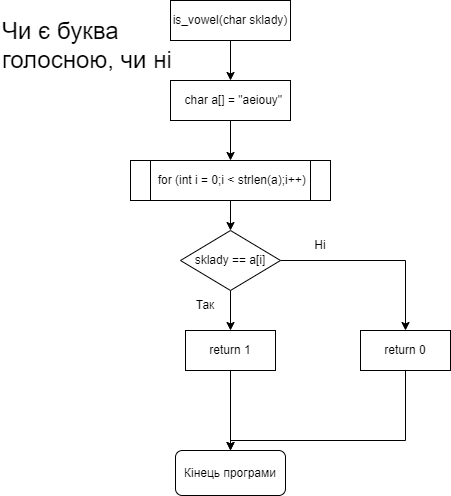 Чи є буква
голосною, чи ні
is_vowel(char sklady)
char a[] = "aeiouy"
for (int i = 0;i < strlen(a);i++)
sklady == a[i]
Ні
Так
return 1
return 0
Кінець програми